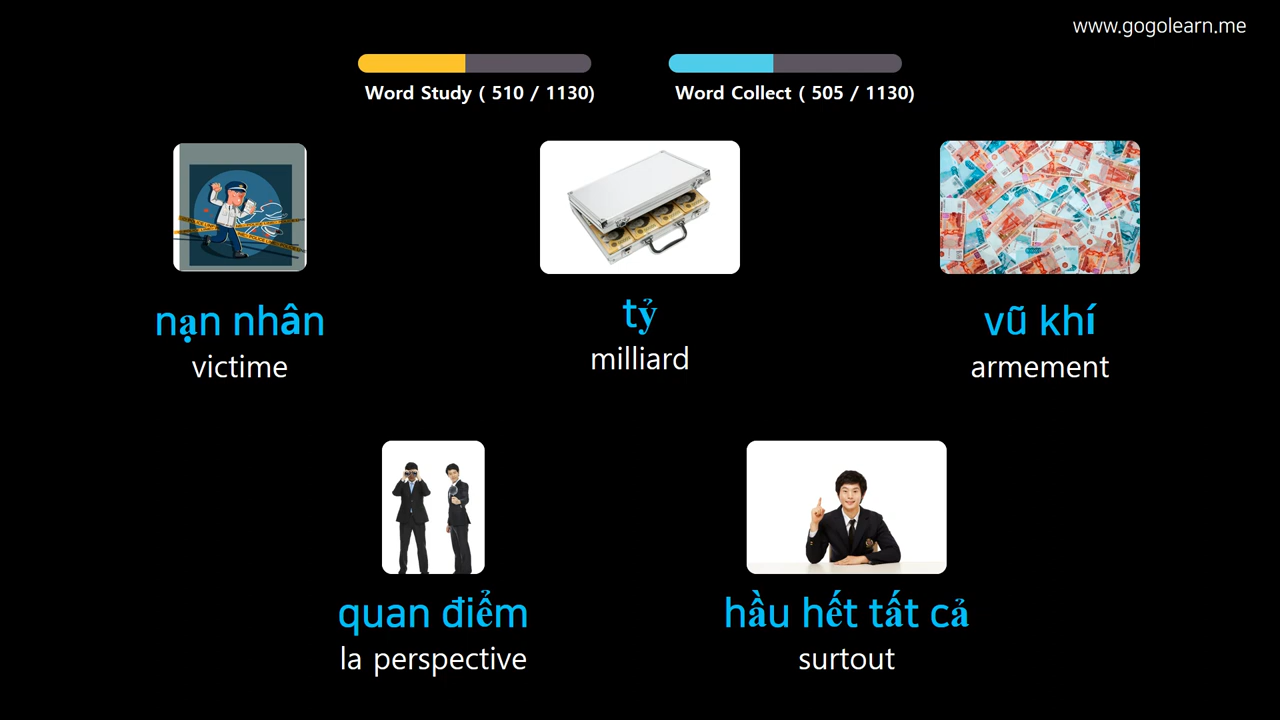 www.gogolearn.me
Word Study ( 510 / 1130)
Word Collect ( 505 / 1130)
nạn nhân
victime
tỷ
milliard
vũ khí
armement
quan điểm
la perspective
hầu hết tất cả
surtout